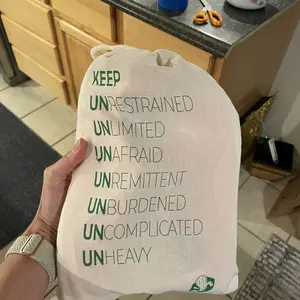 KEEP
UNRESTRAINED
UNLIMITED
UNAFRAID
UNREMITTENT
UNBURDENED
UNCOMPLICATED
UNHEAVY